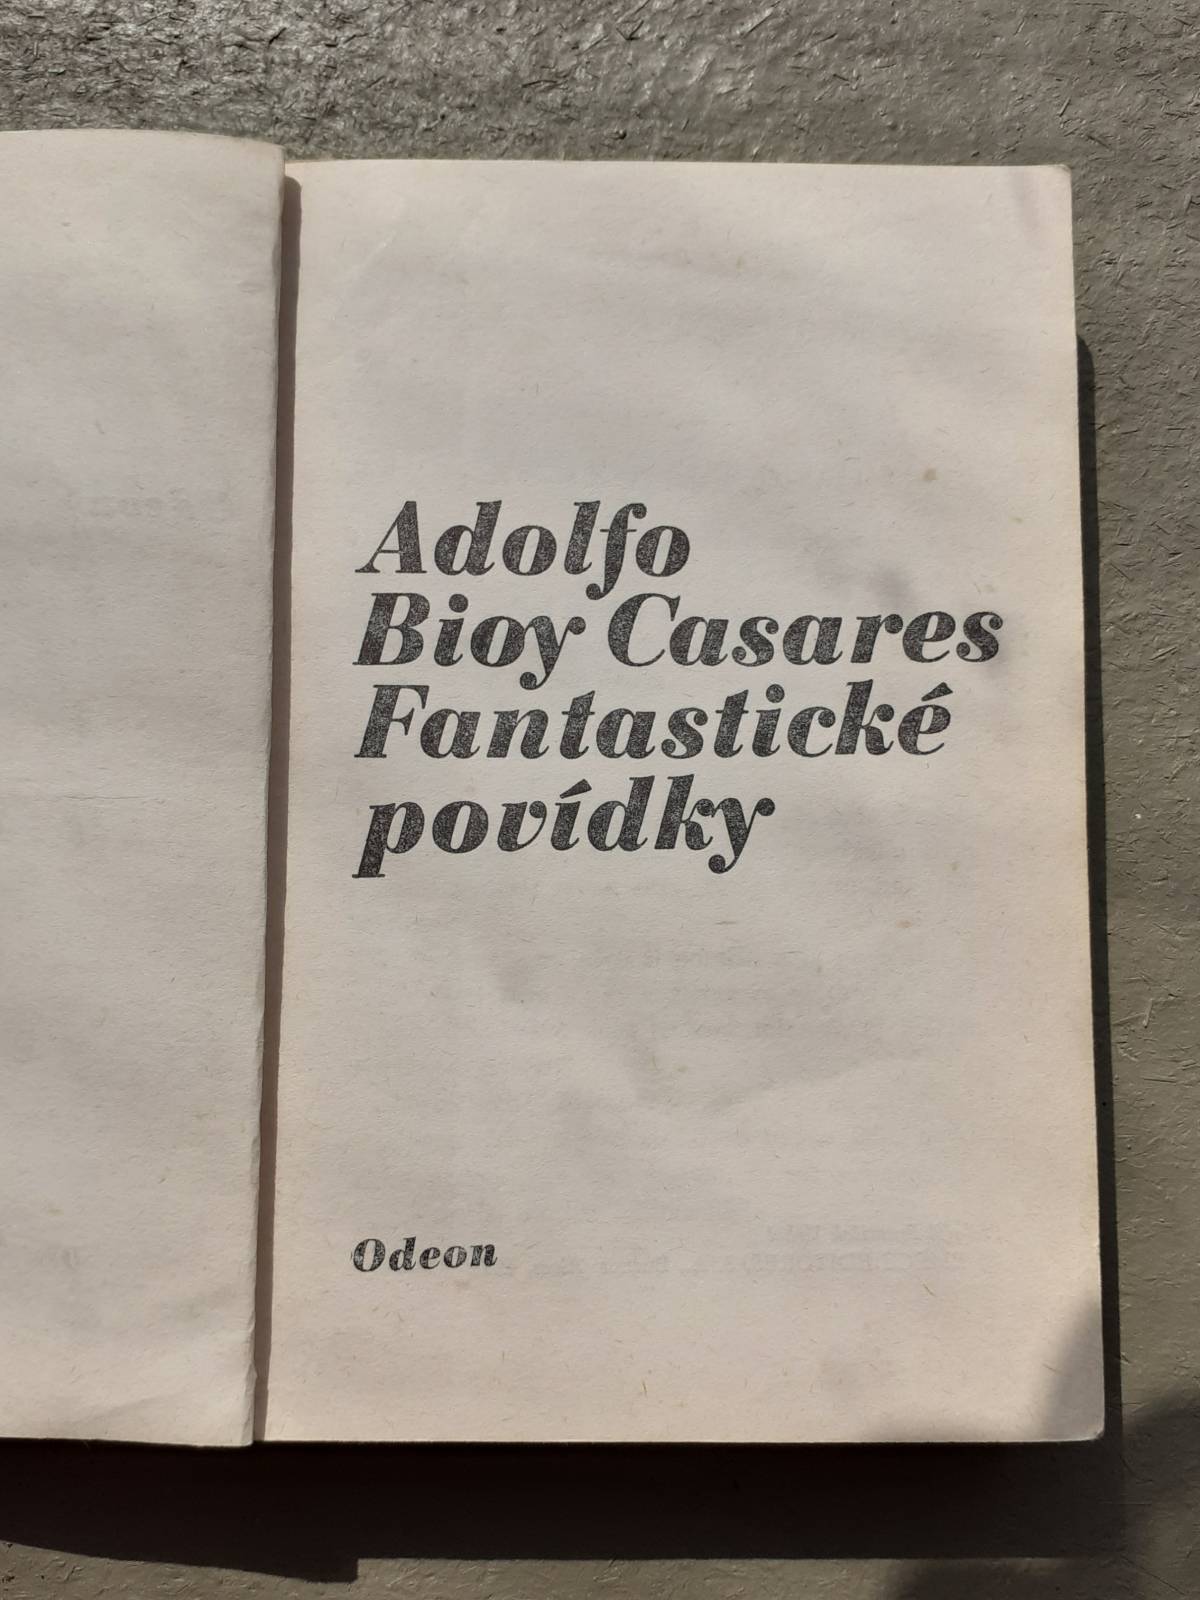 Adolfo
Bioy Casares
Fantastické
povídky
Odeon